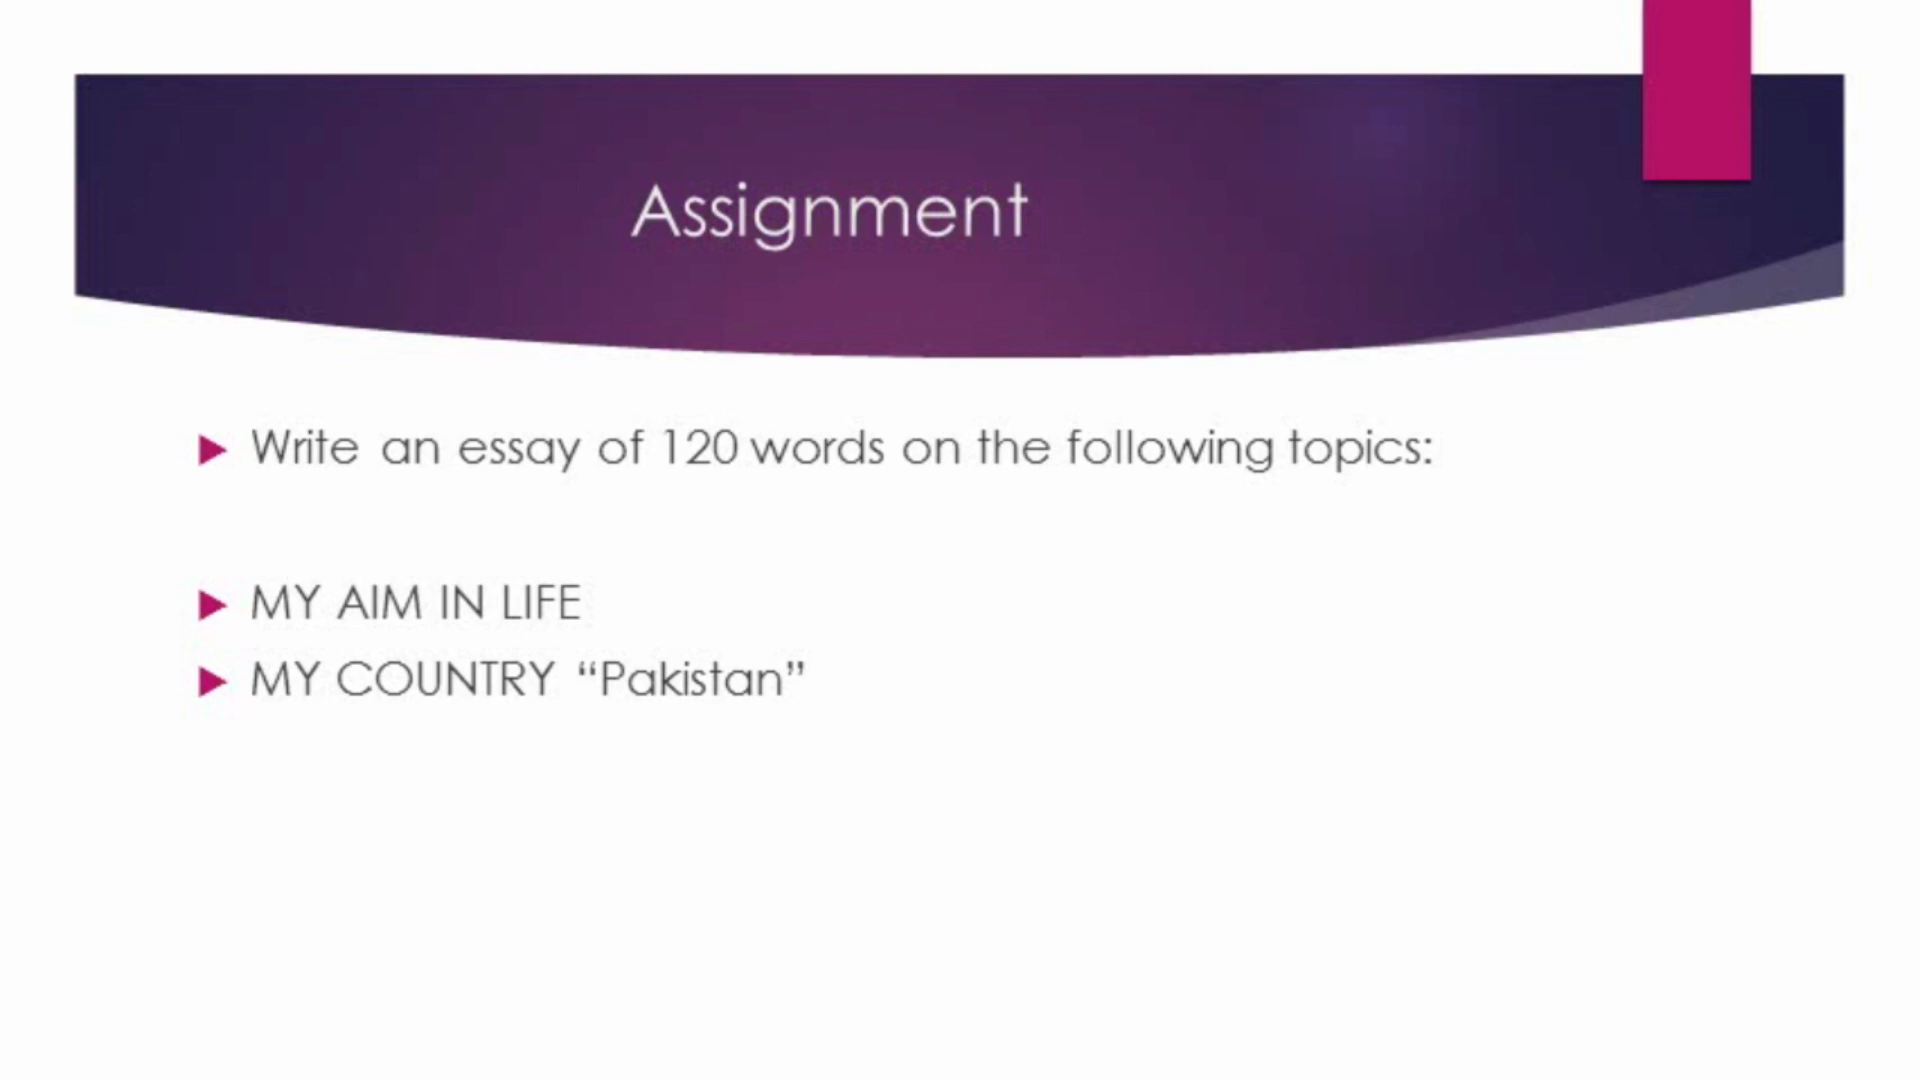 Assignment
Write an essay of 120 words on the following topics:
MY AIM IN LIFE
MY COUNTRY “Pakistan”